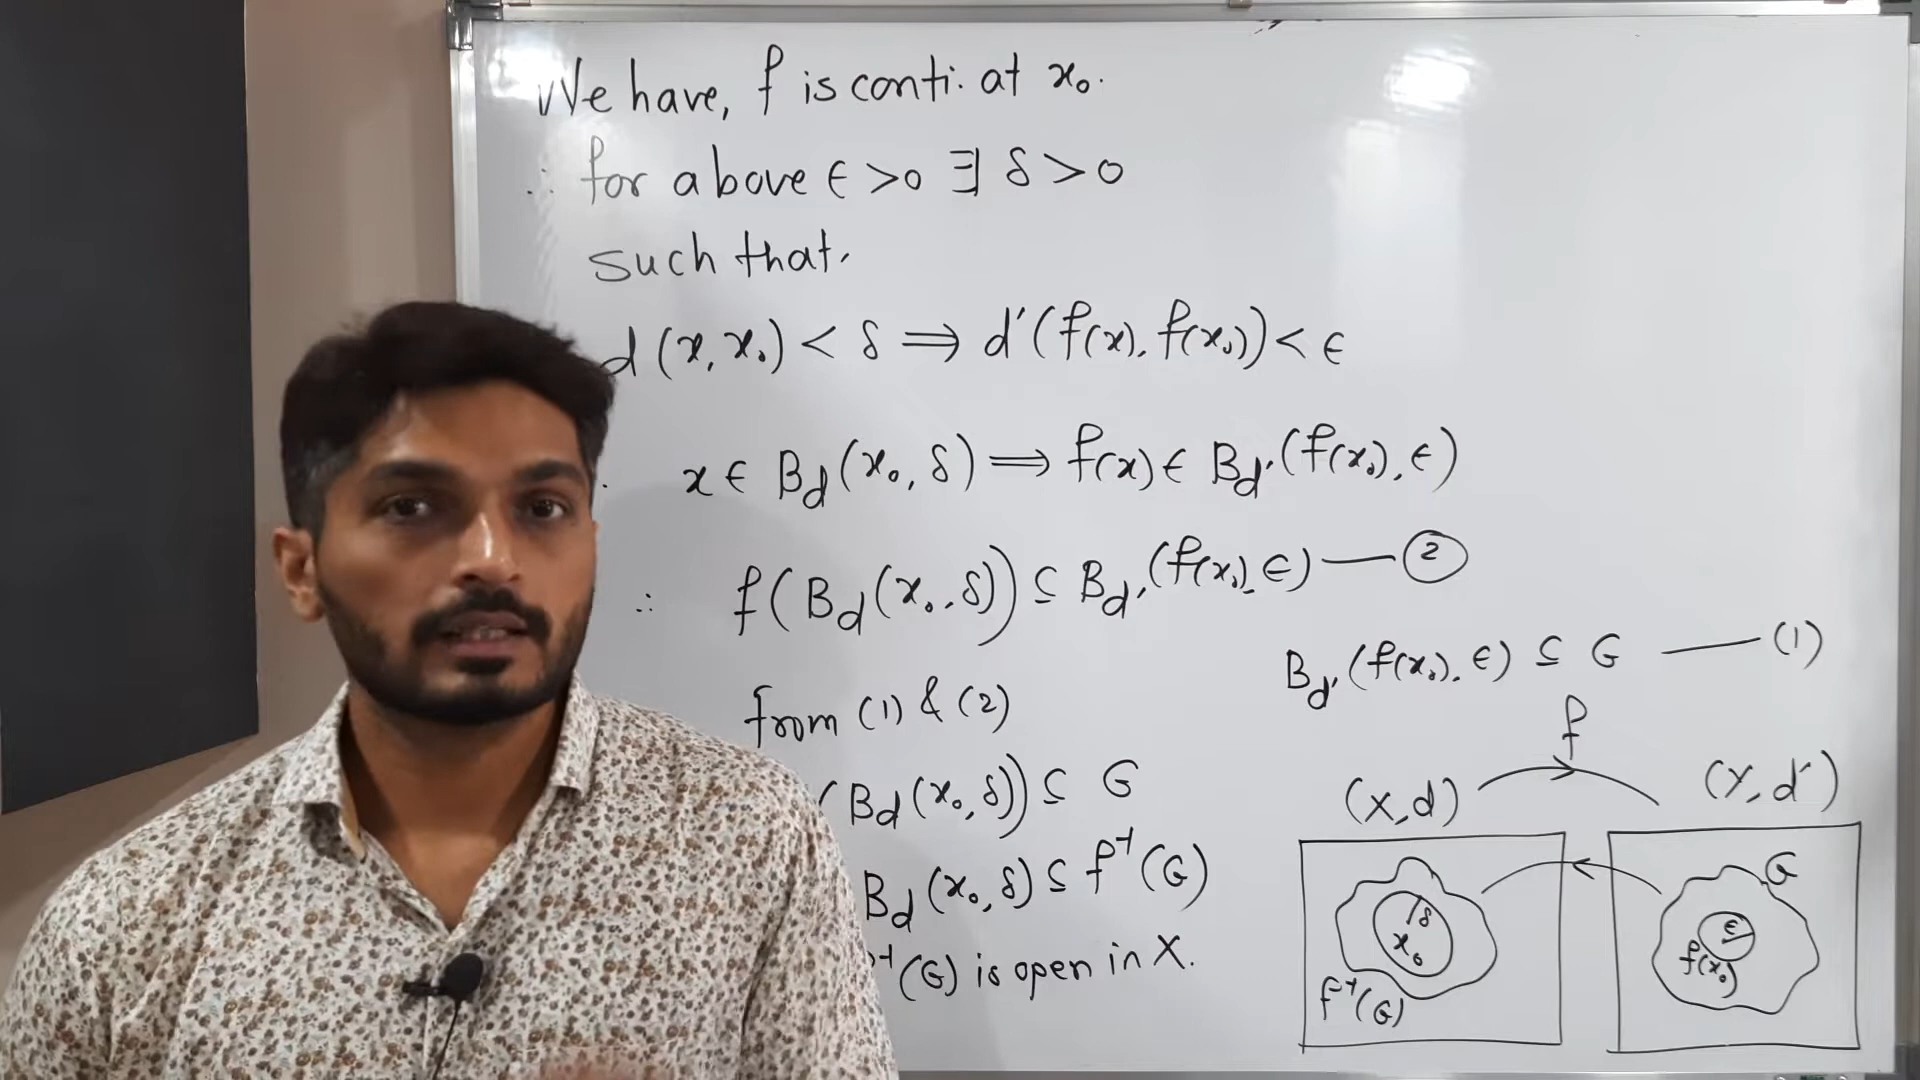 We have, f is conti. at x₀.
∴ for above ϵ >0 ∃ δ >0
such that.
d(x, x₀) < δ ⟹ d'(f(x), f(x₀)) < ϵ
x ∈ B_d(x₀, δ) ⟹ f(x) ∈ B_d'(f(x₀), ϵ)
∴ f(B_d(x₀, δ)) ⊆ B_d'(f(x₀), ϵ) — ②
B_d'(f(x₀), ϵ) ⊆ G — (1)
from (1) & (2)
(B_d(x₀, δ)) ⊆ G
B_d(x₀, δ) ⊆ f⁻¹(G)
⁻¹(G) is open in X.
f
(X, d)
(Y, d')
δ
x₀
f⁻¹(G)
G
ϵ
f(x₀)